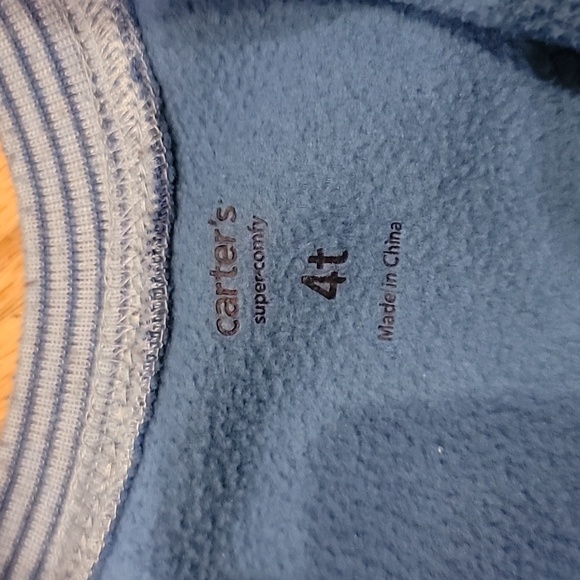 carter's
super-comfy
4t
Made in China